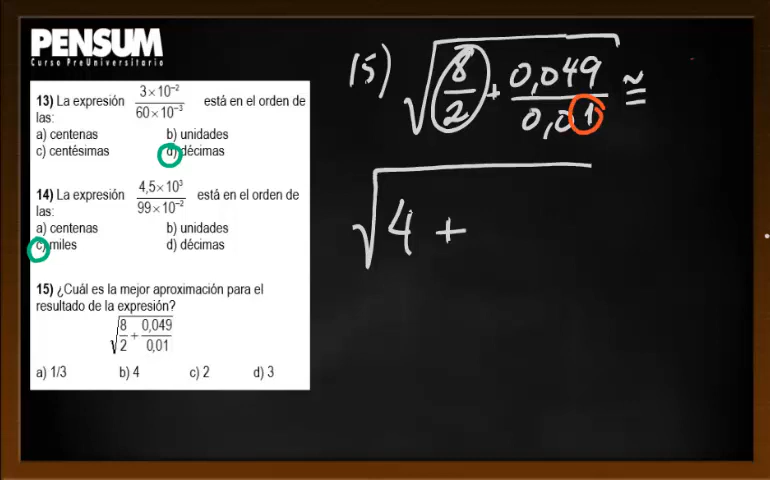 PENSUM
Curso PreUniversitario
13) La expresión 3×10⁻² / 60×10⁻³ está en el orden de
las:
a) centenas b) unidades
c) centésimas d) décimas
14) La expresión 4,5×10³ / 99×10⁻² está en el orden de
las:
a) centenas b) unidades
c) miles d) décimas
15) ¿Cuál es la mejor aproximación para el
resultado de la expresión?
√(8/2 + 0,049/0,01)
a) 1/3 b) 4 c) 2 d) 3
15) √(8/2 + 0,049/0,01) ≅
√4 +